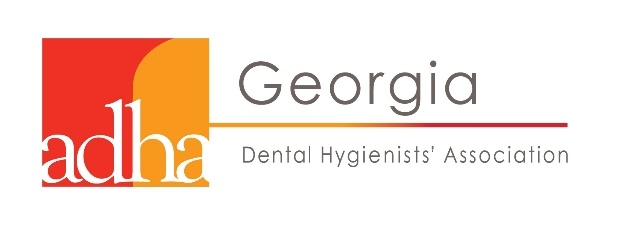 adha
Georgia
Dental Hygienists' Association